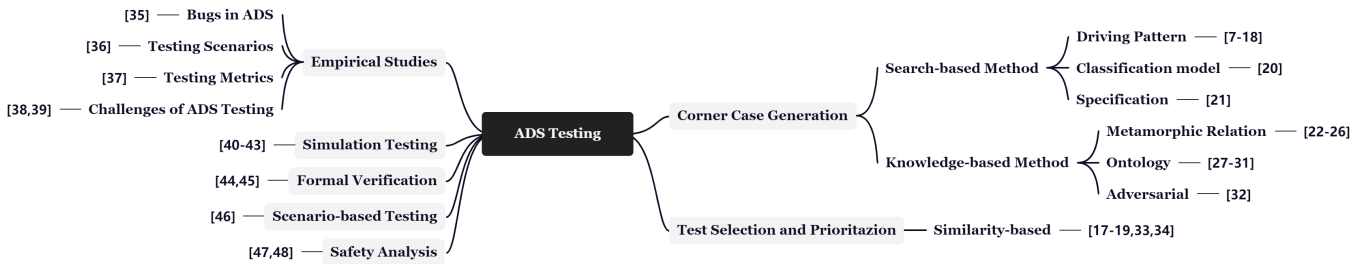 [35] Bugs in ADS
[36] Testing Scenarios
[37] Testing Metrics
[38,39] Challenges of ADS Testing
Empirical Studies
[40-43] Simulation Testing
[44,45] Formal Verification
[46] Scenario-based Testing
[47,48] Safety Analysis
ADS Testing
Corner Case Generation
Search-based Method
Driving Pattern [7-18]
Classification model [20]
Specification [21]
Knowledge-based Method
Metamorphic Relation [22-26]
Ontology [27-31]
Adversarial [32]
Test Selection and Prioritazion Similarity-based [17-19,33,34]